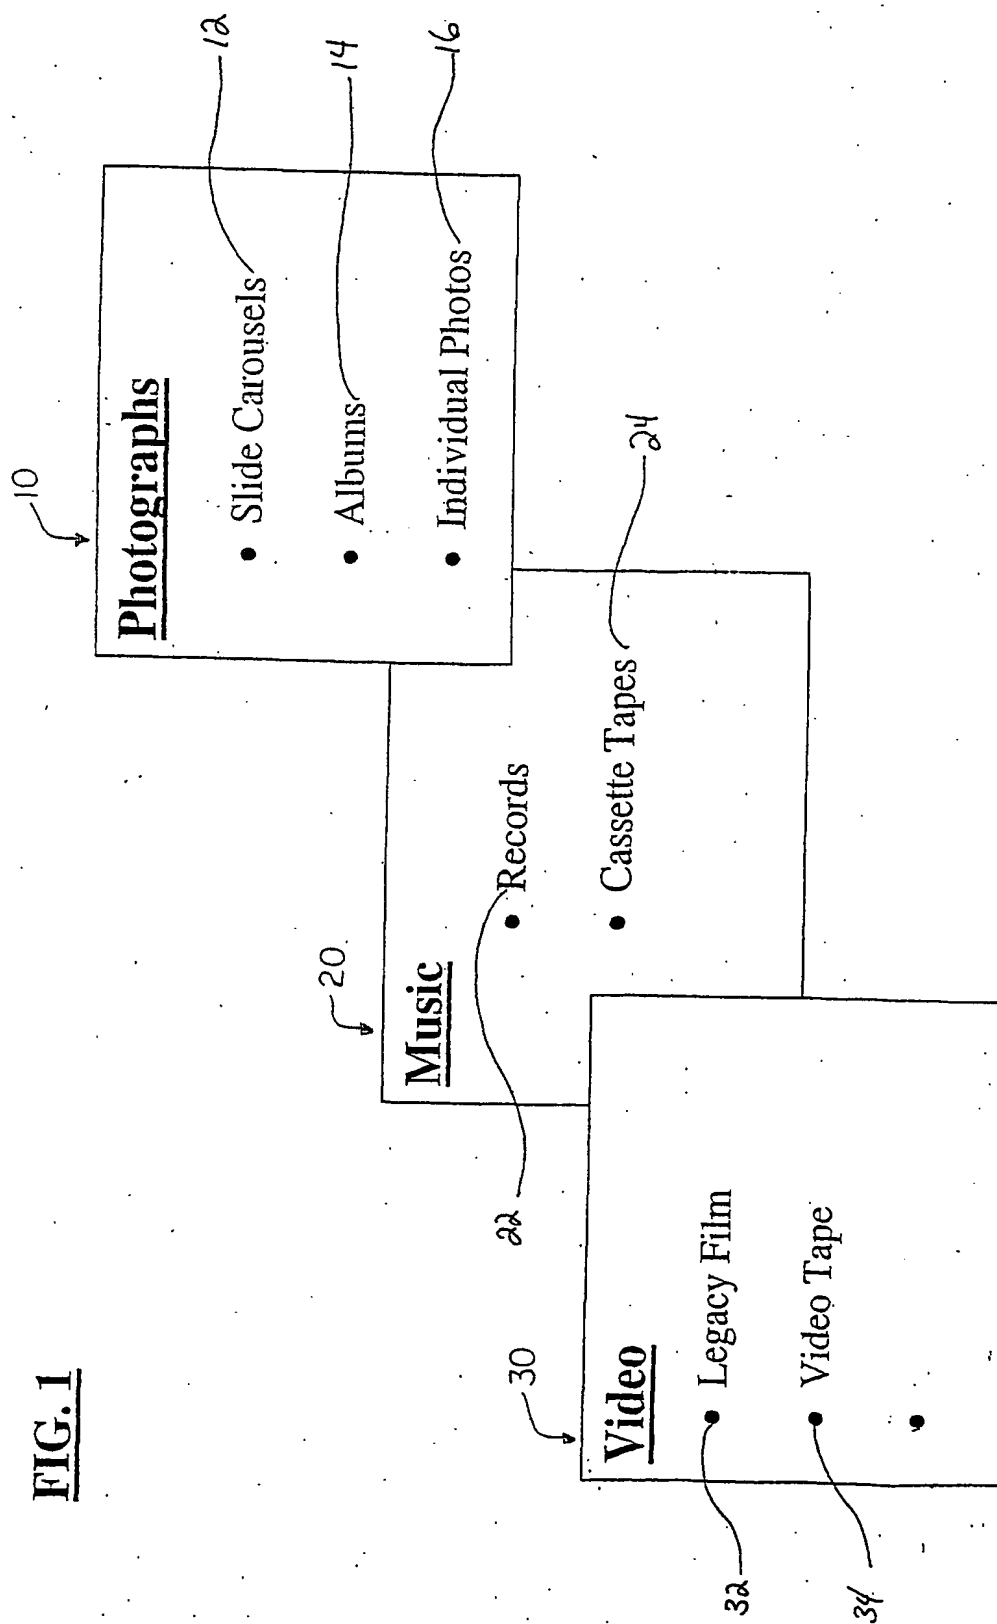 FIG. 1
10
Photographs
• Slide Carousels
12
• Albums
14
• Individual Photos
16
20
Music
22
• Records
• Cassette Tapes
24
30
Video
• Legacy Film
32
• Video Tape
34
•